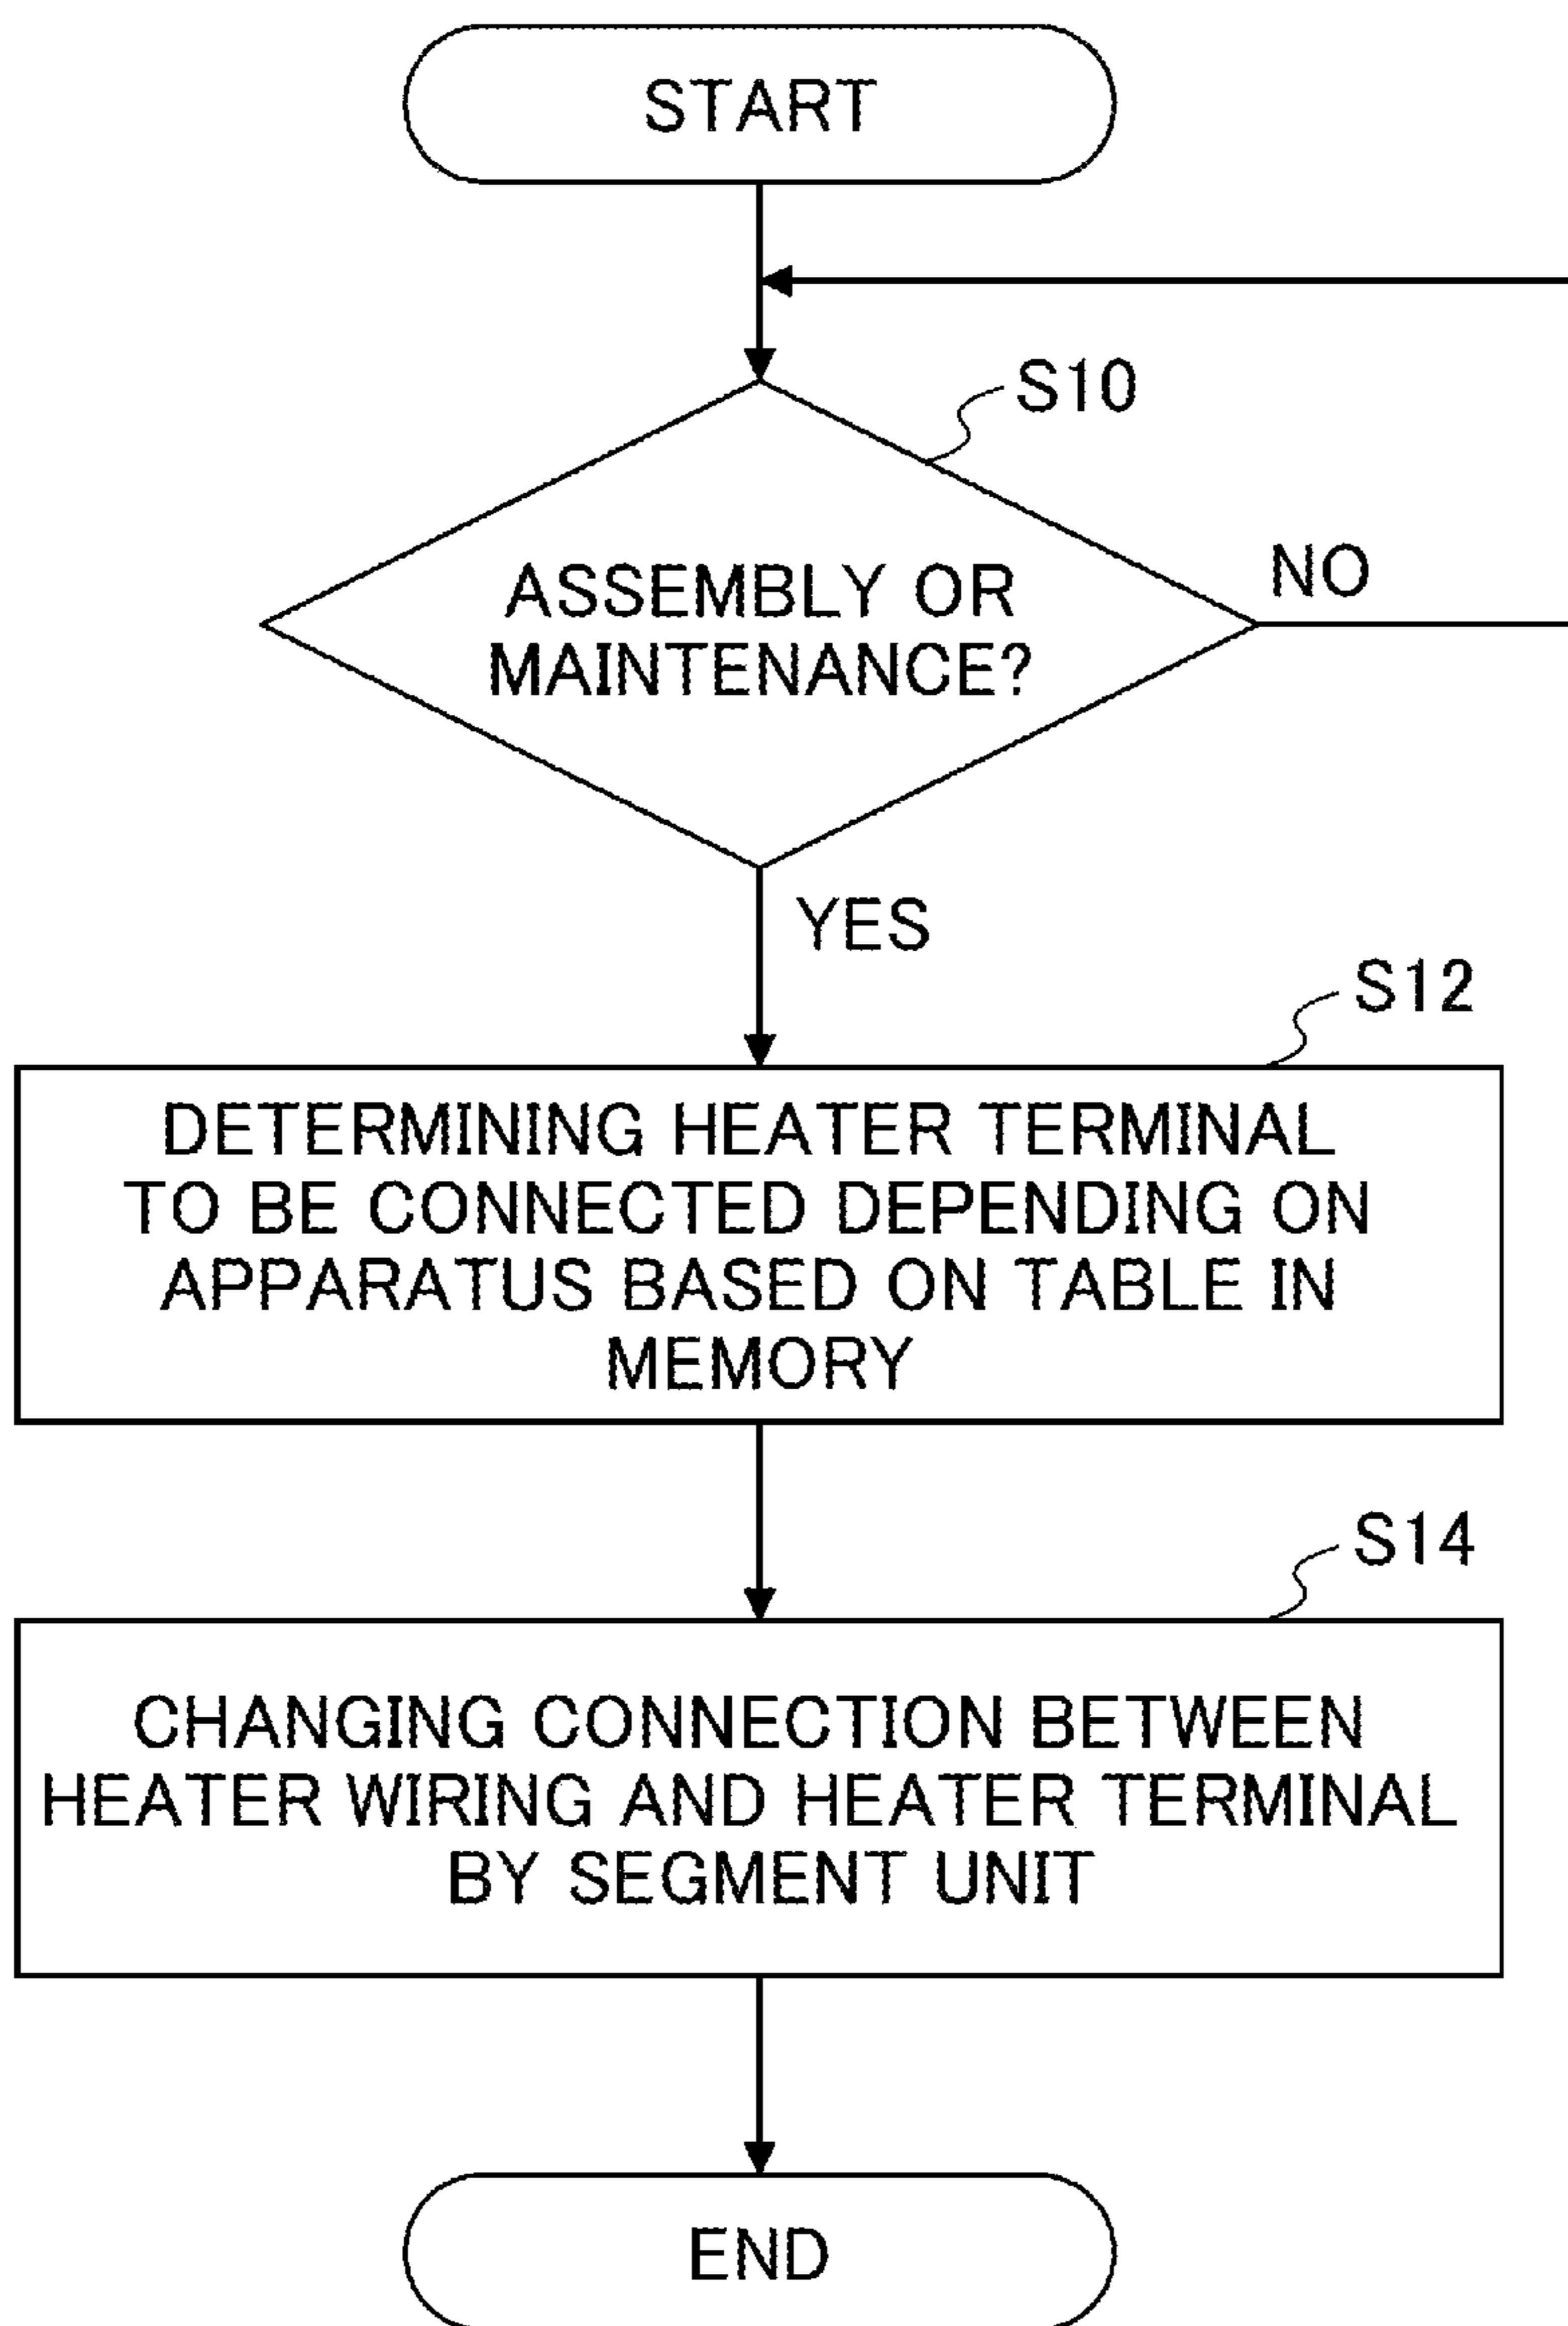 START
S10
ASSEMBLY OR
MAINTENANCE?
NO
YES
S12
DETERMINING HEATER TERMINAL
TO BE CONNECTED DEPENDING ON
APPARATUS BASED ON TABLE IN
MEMORY
S14
CHANGING CONNECTION BETWEEN
HEATER WIRING AND HEATER TERMINAL
BY SEGMENT UNIT
END